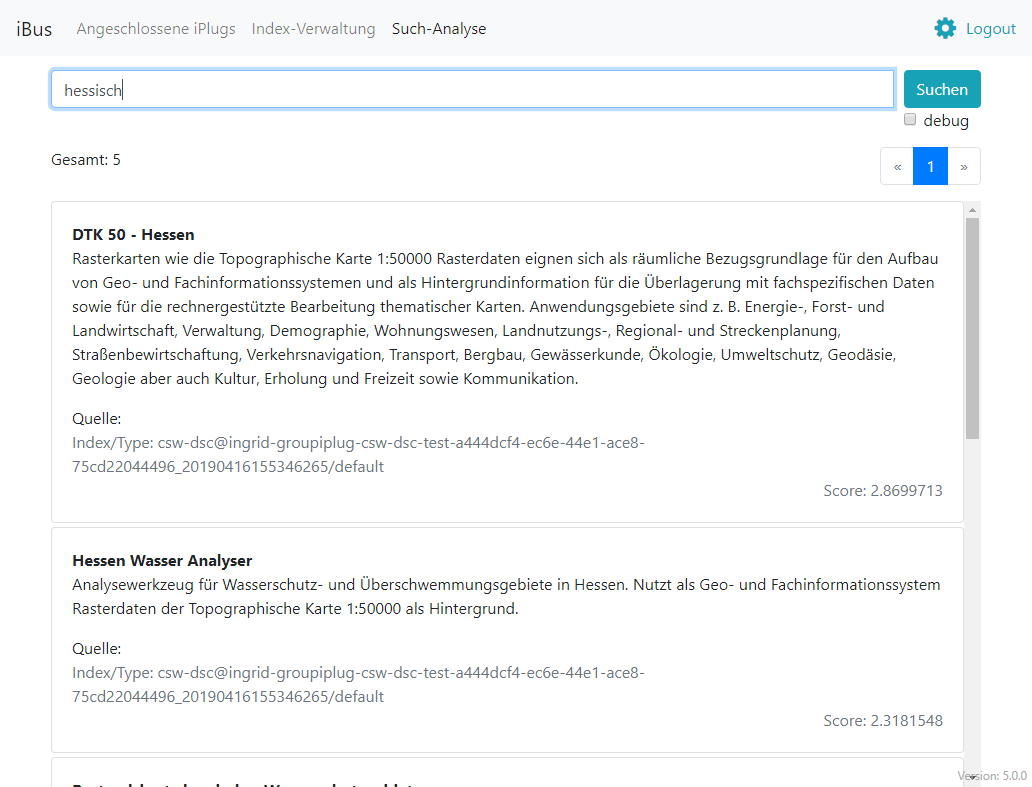 iBus Angeschlossene iPlugs Index-Verwaltung Such-Analyse Logout
hessisch Suchen
debug
Gesamt: 5 « 1 »
DTK 50 - Hessen
Rasterkarten wie die Topographische Karte 1:50000 Rasterdaten eignen sich als räumliche Bezugsgrundlage für den Aufbau
von Geo- und Fachinformationssystemen und als Hintergrundinformation für die Überlagerung mit fachspezifischen Daten
sowie für die rechnergestützte Bearbeitung thematischer Karten. Anwendungsgebiete sind z. B. Energie-, Forst- und
Landwirtschaft, Verwaltung, Demographie, Wohnungswesen, Landnutzungs-, Regional- und Streckenplanung,
Straßenbewirtschaftung, Verkehrsnavigation, Transport, Bergbau, Gewässerkunde, Ökologie, Umweltschutz, Geodäsie,
Geologie aber auch Kultur, Erholung und Freizeit sowie Kommunikation.
Quelle:
Index/Type: csw-dsc@ingrid-groupiplug-csw-dsc-test-a444dcf4-ec6e-44e1-ace8-
75cd22044496_20190416155346265/default
Score: 2.8699713
Hessen Wasser Analyser
Analysewerkzeug für Wasserschutz- und Überschwemmungsgebiete in Hessen. Nutzt als Geo- und Fachinformationssystem
Rasterdaten der Topographische Karte 1:50000 als Hintergrund.
Quelle:
Index/Type: csw-dsc@ingrid-groupiplug-csw-dsc-test-a444dcf4-ec6e-44e1-ace8-
75cd22044496_20190416155346265/default
Score: 2.3181548
Version: 5.0.0